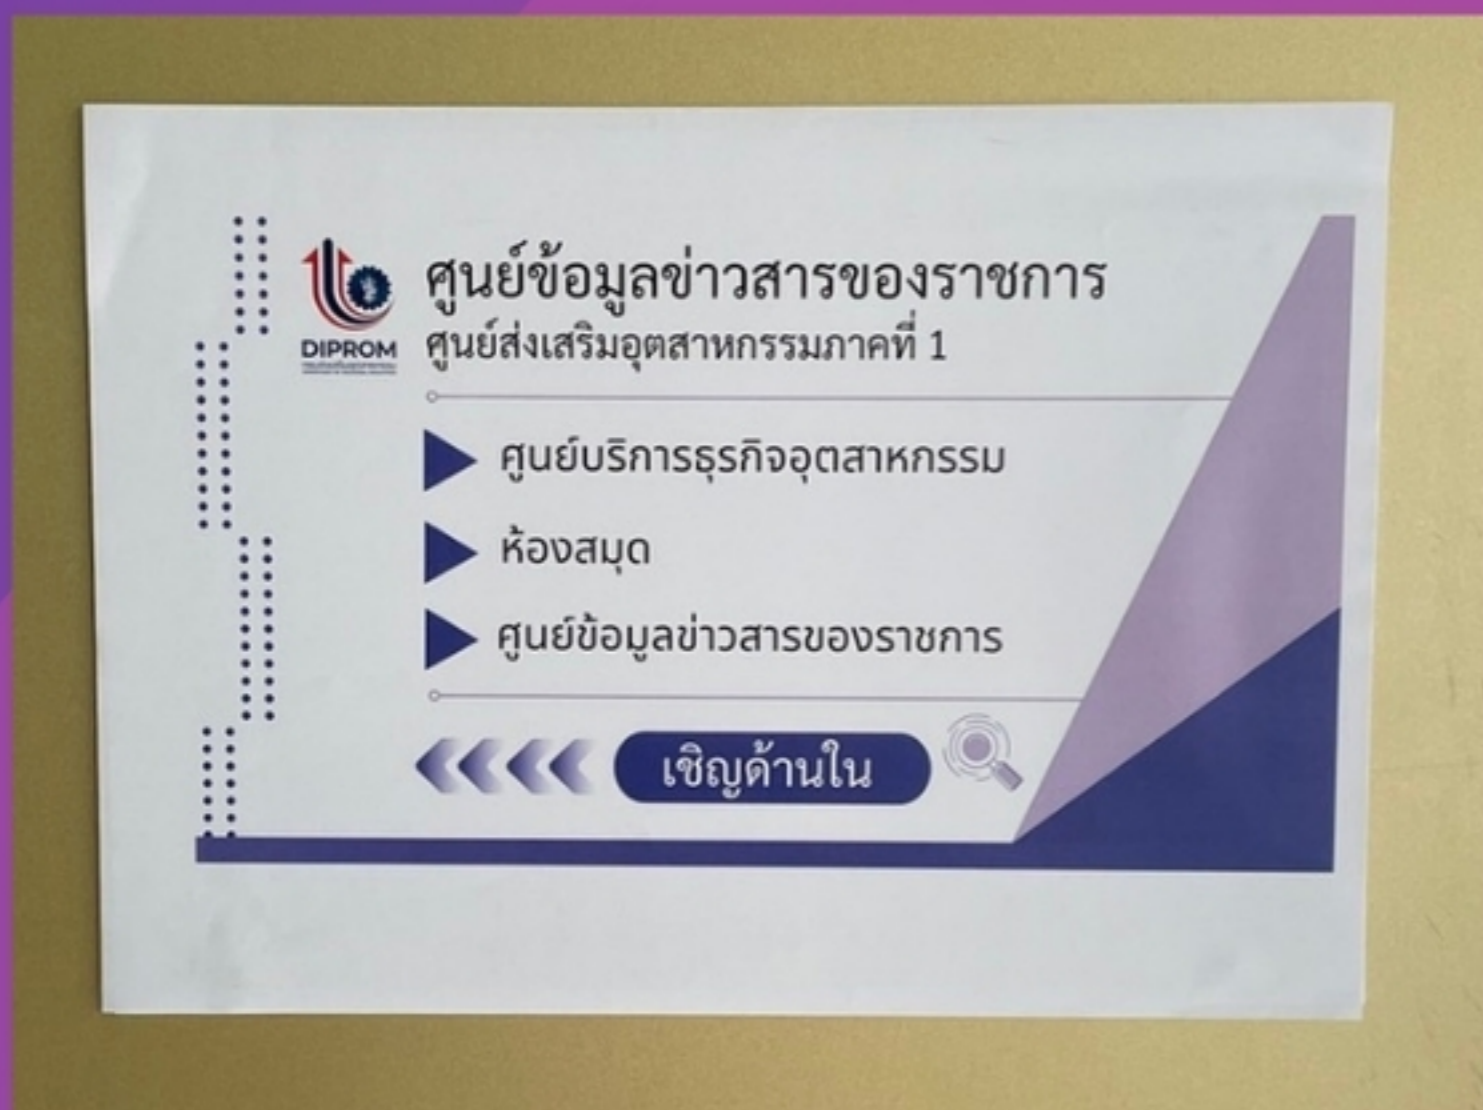 ศูนย์ข้อมูลข่าวสารของราชการ
DIPROM
ศูนย์ส่งเสริมอุตสาหกรรมภาคที่ 1
ศูนย์บริการธุรกิจอุตสาหกรรม
ห้องสมุด
ศูนย์ข้อมูลข่าวสารของราชการ
เชิญด้านใน